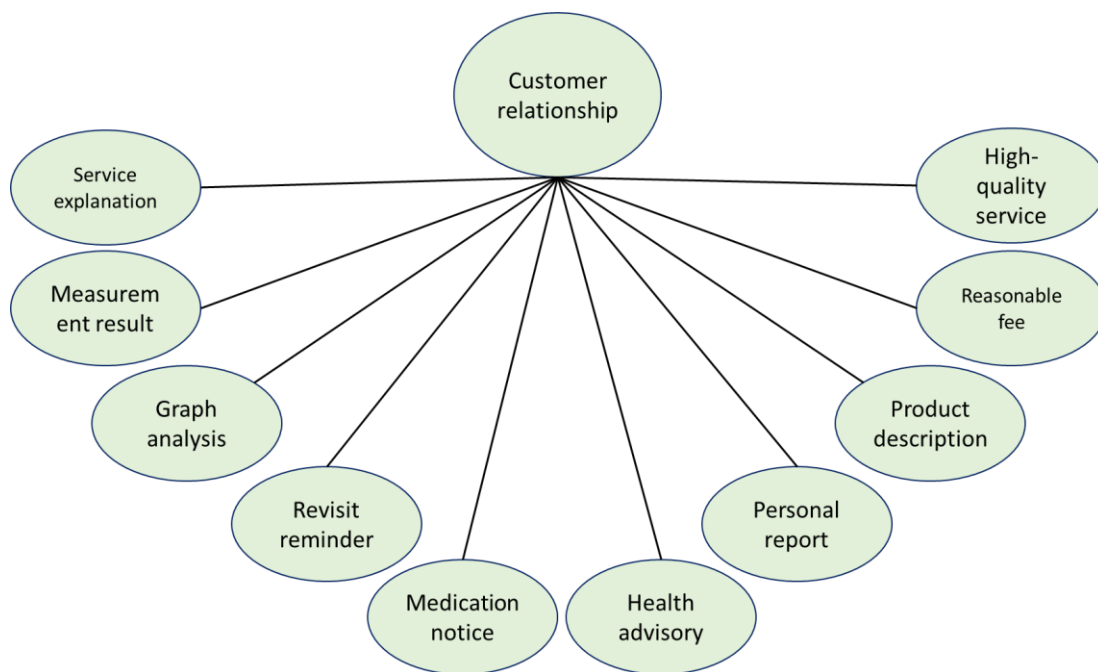 Customer
relationship
Service
explanation
Measurem
ent result
Graph
analysis
Revisit
reminder
Medication
notice
Health
advisory
Personal
report
Product
description
Reasonable
fee
High-
quality
service